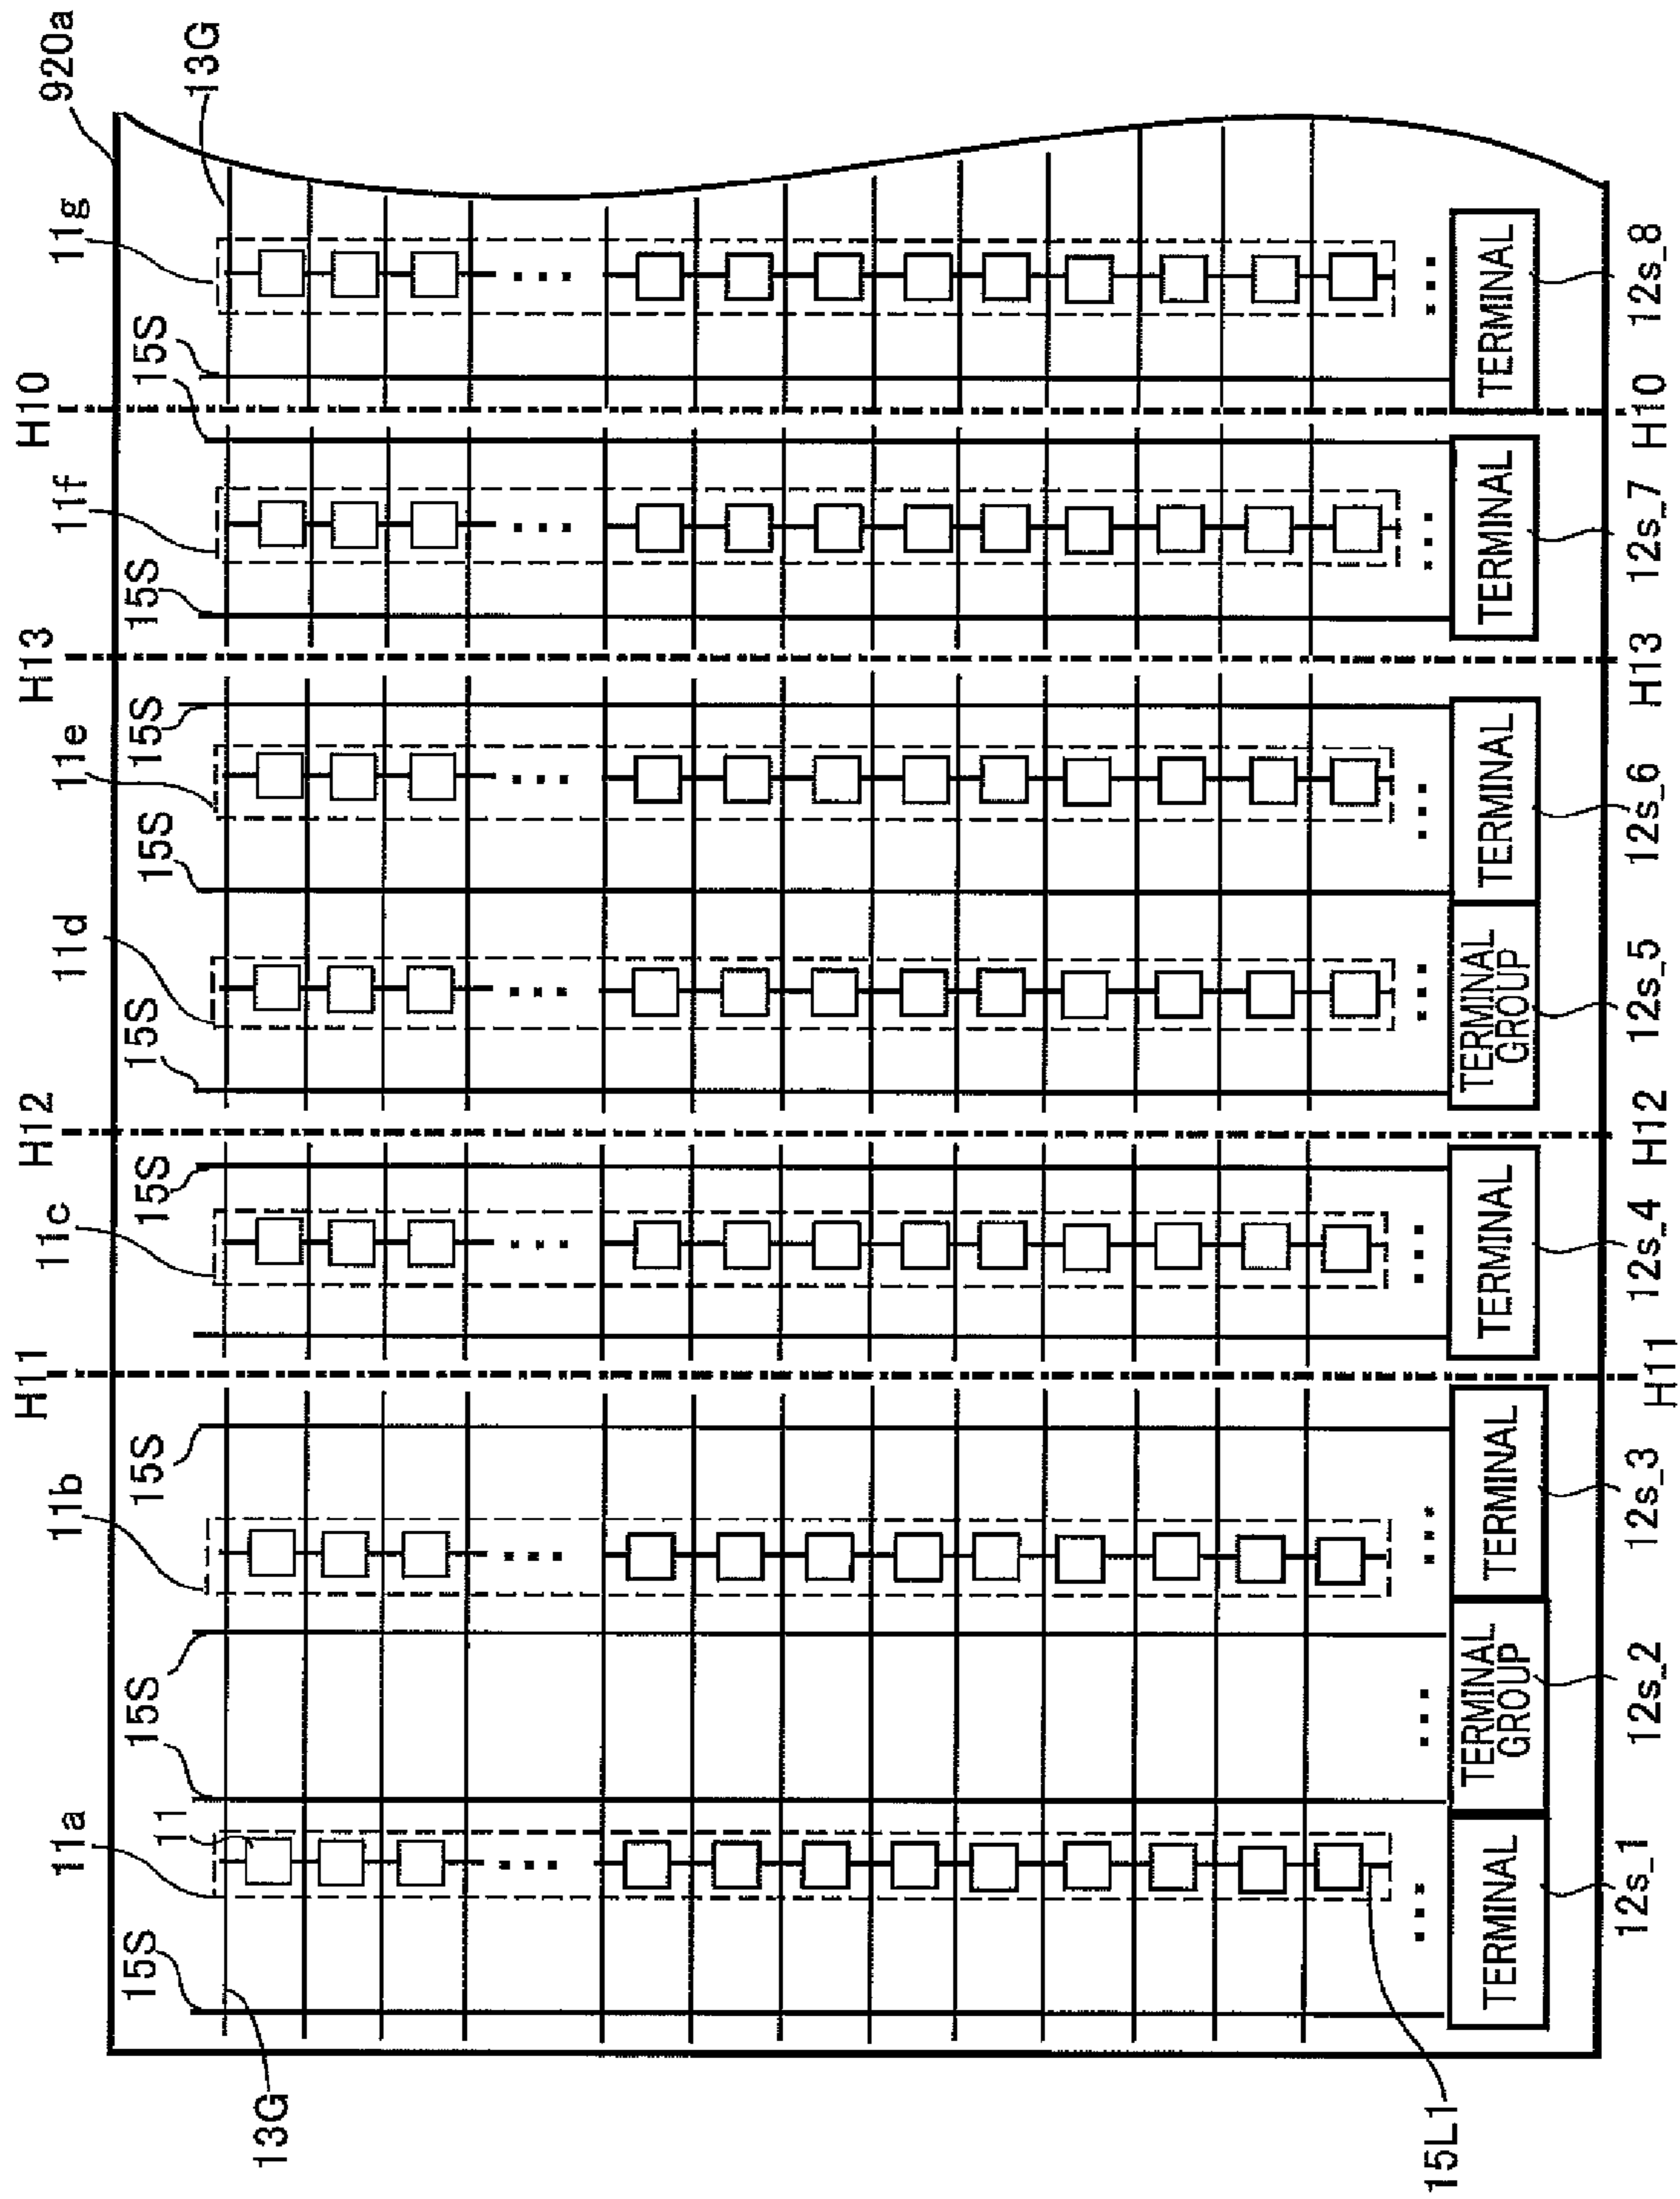 H11
H12
H13
H10
11a
11b
11c
11d
11e
11f
11g
920a
15S
11
15S
15S
15S
15S
15S
15S
15S
15S
13G
13G
15L1
TERMINAL
TERMINAL
GROUP
TERMINAL
TERMINAL
TERMINAL
GROUP
TERMINAL
TERMINAL
TERMINAL
12s_1
12s_2
12s_3
H11
12s_4
H12
12s_5
12s_6
H13
12s_7
H10
12s_8